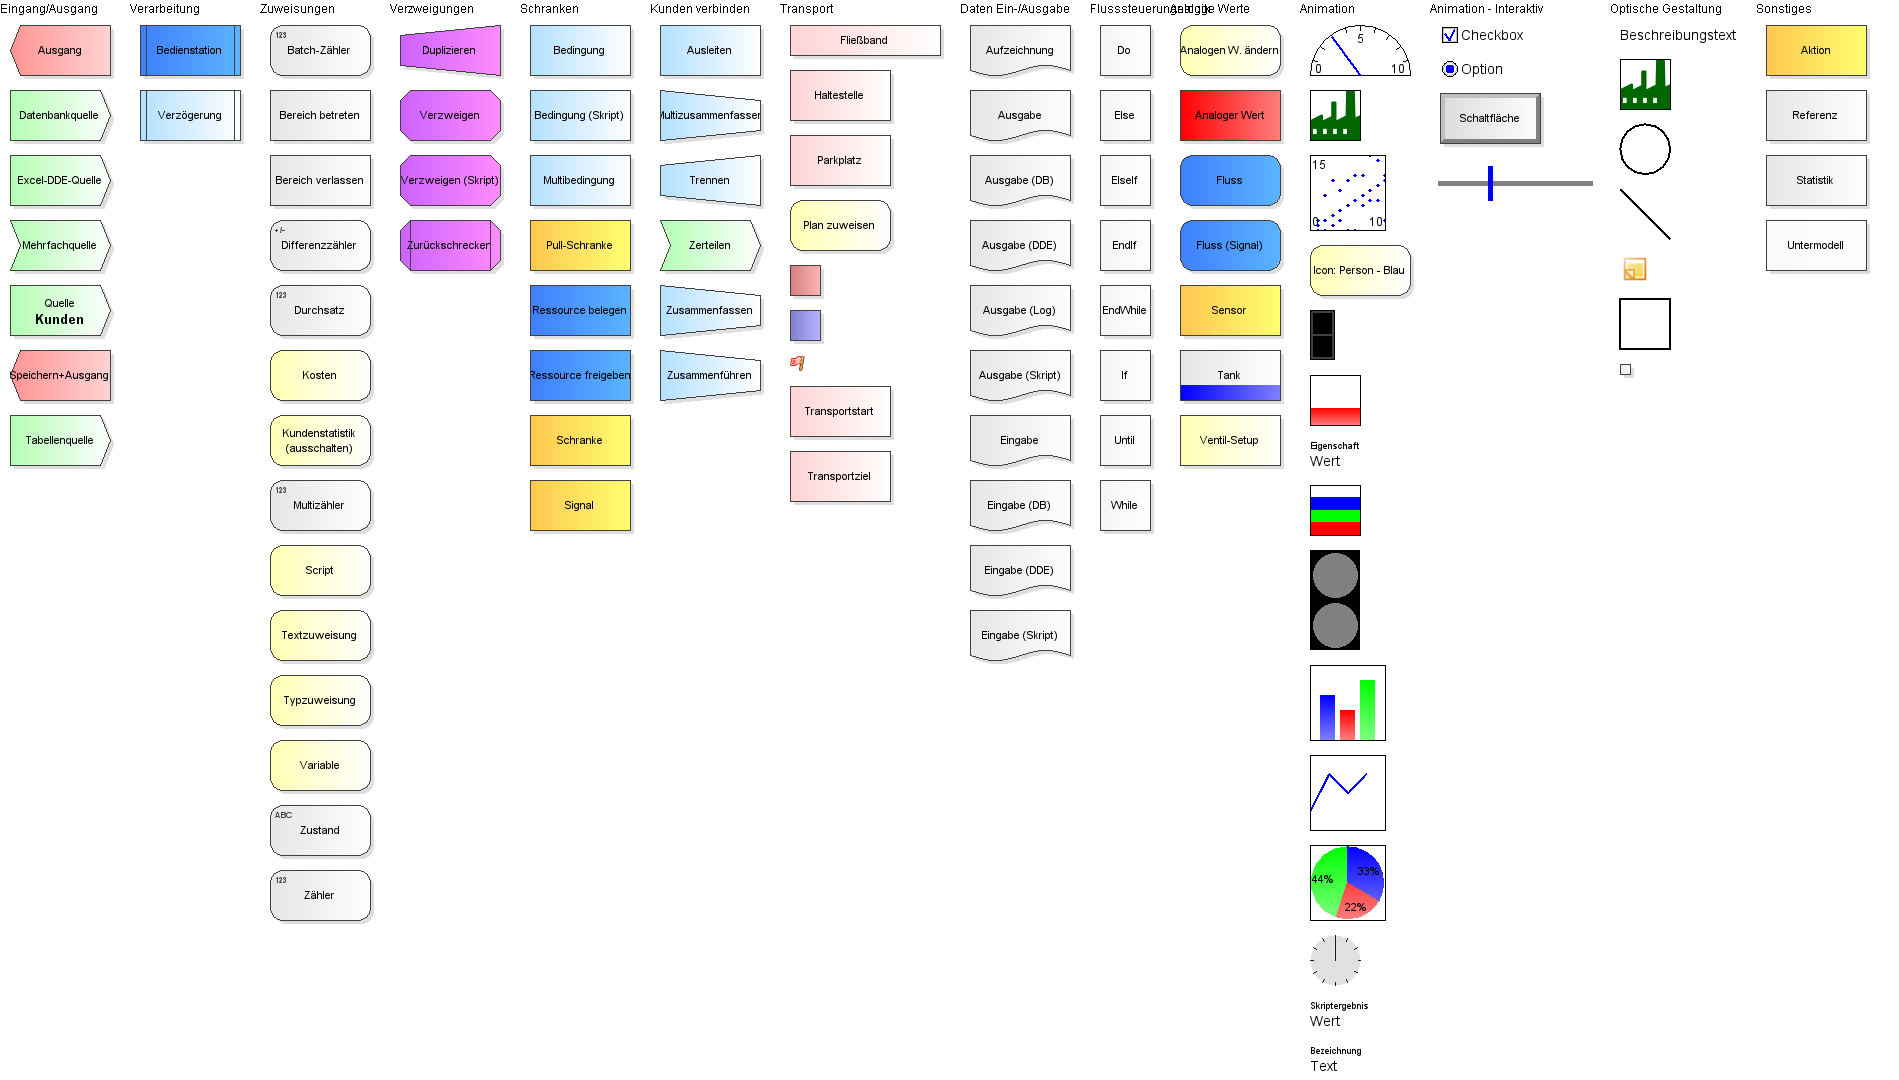 Eingang/Ausgang
Ausgang
Datenbankquelle
Excel-DDE-Quelle
Mehrfachquelle
Quelle
Kunden
Speichern+Ausgang
Tabellenquelle
Verarbeitung
Bedienstation
Verzögerung
Zuweisungen
123
Batch-Zähler
Bereich betreten
Bereich verlassen
+/-
Differenzzähler
123
Durchsatz
Kosten
Kundenstatistik
(ausschalten)
123
Multizähler
Script
Textzuweisung
Typzuweisung
Variable
ABC
Zustand
123
Zähler
Verzweigungen
Duplizieren
Verzweigen
Verzweigen (Skript)
Zurückschrecken
Schranken
Bedingung
Bedingung (Skript)
Multibedingung
Pull-Schranke
Ressource belegen
Ressource freigeben
Schranke
Signal
Kunden verbinden
Ausleiten
Multizusammenfassen
Trennen
Zerteilen
Zusammenfassen
Zusammenführen
Transport
Fließband
Haltestelle
Parkplatz
Plan zuweisen
Transportstart
Transportziel
Daten Ein-/Ausgabe
Aufzeichnung
Ausgabe
Ausgabe (DB)
Ausgabe (DDE)
Ausgabe (Log)
Ausgabe (Skript)
Eingabe
Eingabe (DB)
Eingabe (DDE)
Eingabe (Skript)
Flusssteuerungslogik
Do
Else
ElseIf
EndIf
EndWhile
If
Until
While
Analoge Werte
Analogen W. ändern
Analoger Wert
Fluss
Fluss (Signal)
Sensor
Tank
Ventil-Setup
Animation
0
5
10
15
0
10
Icon: Person - Blau
Eigenschaft
Wert
44%
33%
22%
Skriptergebnis
Wert
Bezeichnung
Text
Animation - Interaktiv
Checkbox
Option
Schaltfläche
Optische Gestaltung
Beschreibungstext
Sonstiges
Aktion
Referenz
Statistik
Untermodell